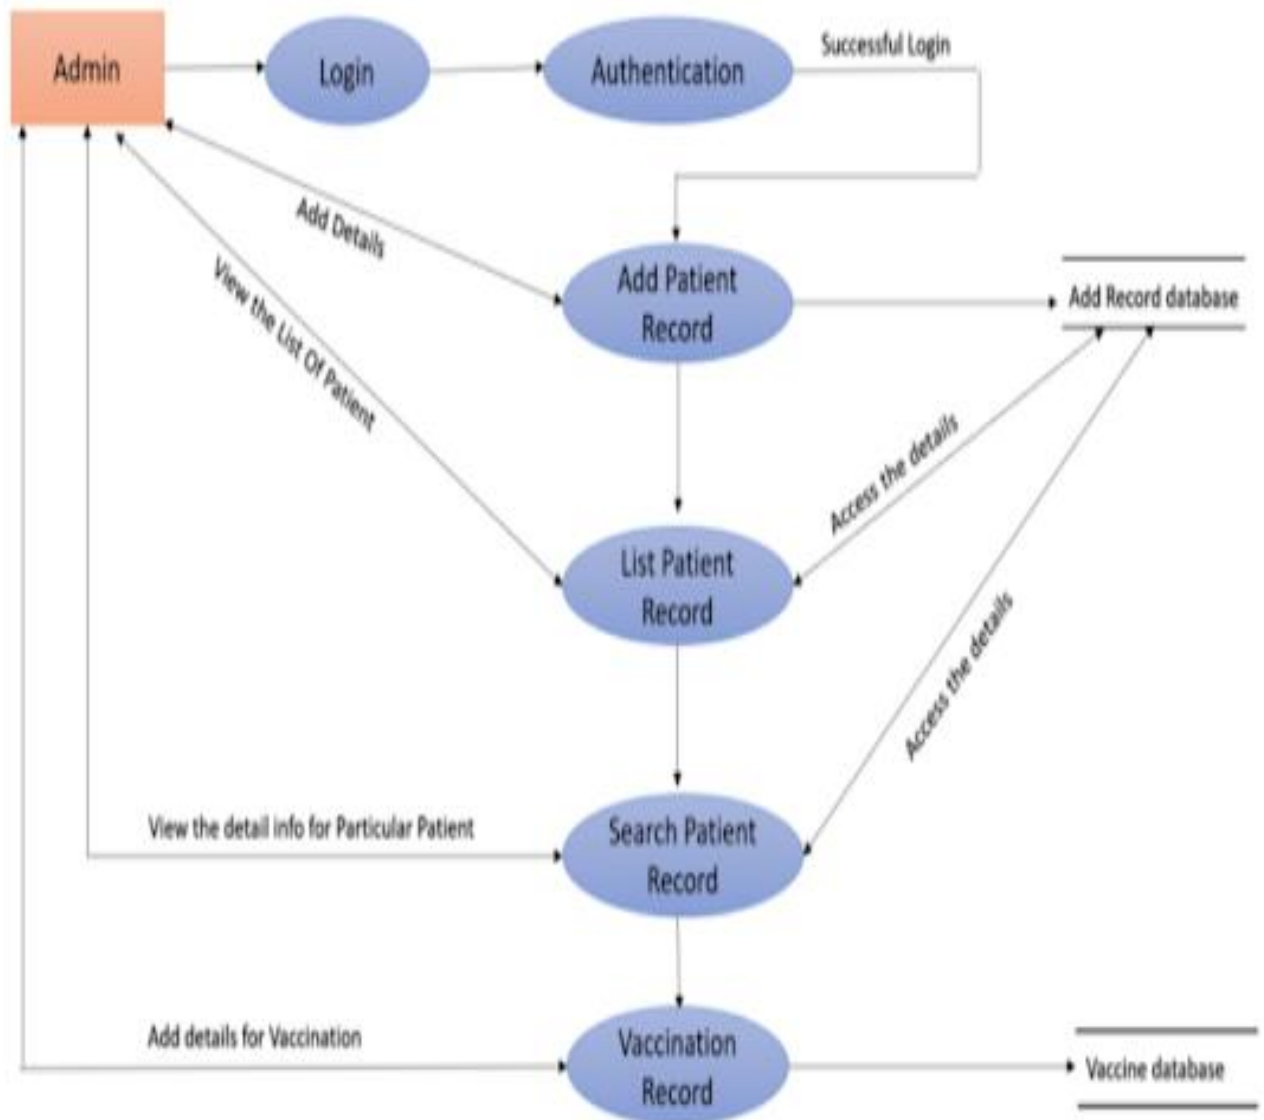 Admin
Login
Authentication
Successful Login
Add Details
View the List Of Patient
Add Patient
Record
Add Record database
Access the details
List Patient
Record
Access the details
View the detail info for Particular Patient
Search Patient
Record
Add details for Vaccination
Vaccination
Record
Vaccine database